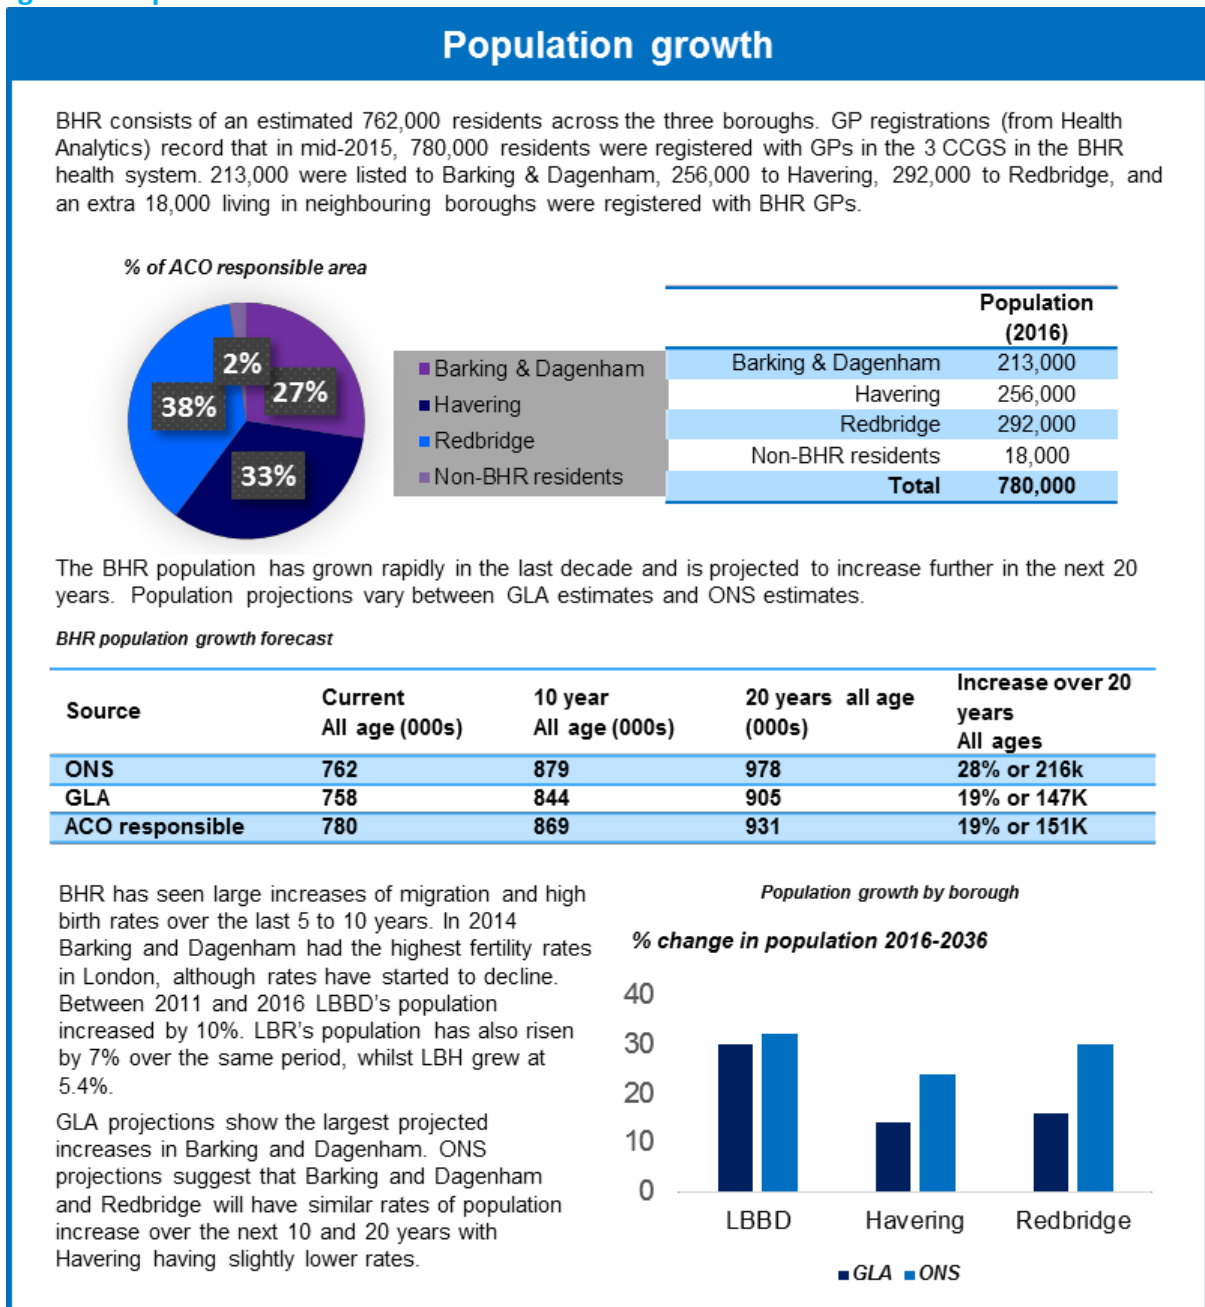 Population growth
BHR consists of an estimated 762,000 residents across the three boroughs. GP registrations (from Health
Analytics) record that in mid-2015, 780,000 residents were registered with GPs in the 3 CCGS in the BHR
health system. 213,000 were listed to Barking & Dagenham, 256,000 to Havering, 292,000 to Redbridge, and
an extra 18,000 living in neighbouring boroughs were registered with BHR GPs.
% of ACO responsible area
2%
27%
38%
33%
Barking & Dagenham
Havering
Redbridge
Non-BHR residents
Population
(2016)
Barking & Dagenham 213,000
Havering 256,000
Redbridge 292,000
Non-BHR residents 18,000
Total 780,000
The BHR population has grown rapidly in the last decade and is projected to increase further in the next 20
years. Population projections vary between GLA estimates and ONS estimates.
BHR population growth forecast
Source
Current
All age (000s)
10 year
All age (000s)
20 years all age
(000s)
Increase over 20
years
All ages
ONS 762 879 978 28% or 216k
GLA 758 844 905 19% or 147K
ACO responsible 780 869 931 19% or 151K
BHR has seen large increases of migration and high
birth rates over the last 5 to 10 years. In 2014
Barking and Dagenham had the highest fertility rates
in London, although rates have started to decline.
Between 2011 and 2016 LBBD's population
increased by 10%. LBR's population has also risen
by 7% over the same period, whilst LBH grew at
5.4%.
GLA projections show the largest projected
increases in Barking and Dagenham. ONS
projections suggest that Barking and Dagenham
and Redbridge will have similar rates of population
increase over the next 10 and 20 years with
Havering having slightly lower rates.
Population growth by borough
% change in population 2016-2036
40
30
20
10
0
LBBD Havering Redbridge
GLA ONS